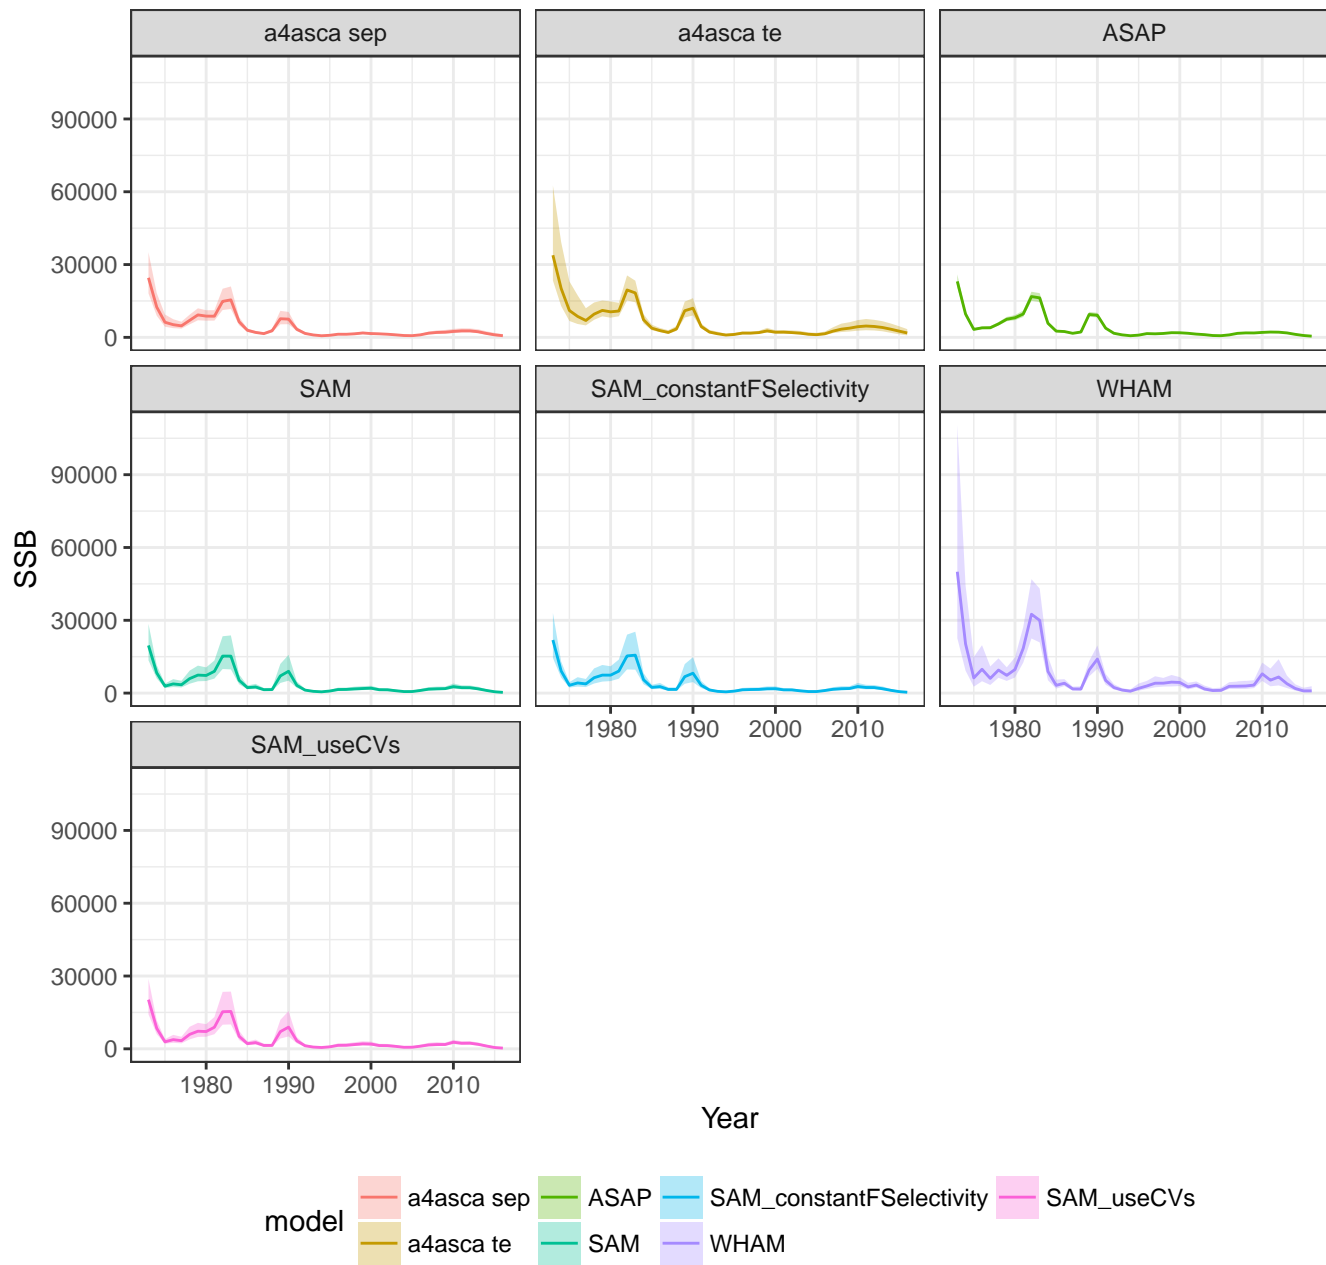 a4asca sep
a4asca te
ASAP
90000
60000
30000
0
SAM
SAM_constantFSelectivity
WHAM
90000
60000
30000
0
1980 1990 2000 2010
1980 1990 2000 2010
SAM_useCVs
90000
60000
30000
0
1980 1990 2000 2010
SSB
Year
model
a4asca sep
a4asca te
ASAP
SAM
SAM_constantFSelectivity
WHAM
SAM_useCVs